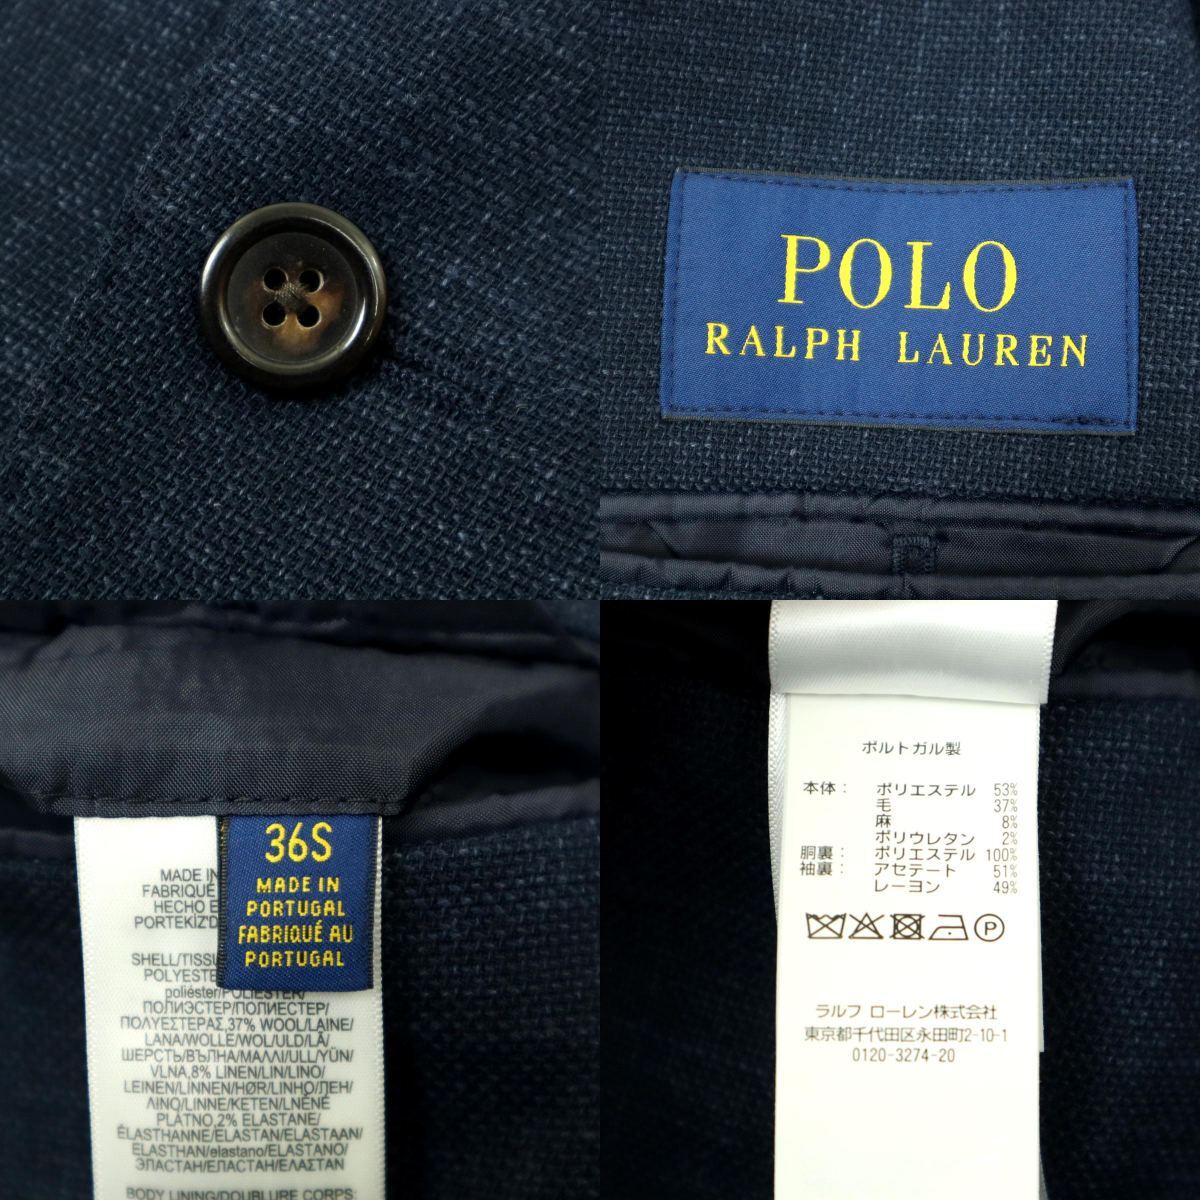 POLO
RALPH LAUREN
36S
MADE IN
PORTUGAL
FABRIQUÉ AU
PORTUGAL
MADE IN
FABRIQUÉ
HECHO E
PORTEKİZ'D
SHELL/TISSU
POLYESTE
poliéster/POLIESTER/
ПОЛИЭСТЕР/ПОЛИЕСТЕР/
ΠΟΛΥΕΣΤΕΡΑΣ,37% WOOL/LAINE/
LANA/WOLLE/WOL/ULD/LÃ/
ШЕРСТЬ/ВЪЛНА/ΜΑΛΛΙ/ULL/YÜN/
VLNA,8% LINEN/LIN/LINO/
LEINEN/LINNEN/HØR/LINHO/ЛЕН/
ΛΙΝΟ/LINNE/KETEN/LNĚNÉ
PLÁTNO,2% ELASTANE/
ÉLASTHANNE/ELASTAN/ELASTAAN/
ELASTHAN/elastano/ELASTANO/
ЭЛАСТАН/ЕЛАСТАН/ΕΛΑΣΤΑΝ
BODY LINING/DOUBLURE CORPS:
ポルトガル製
本体： ポリエステル 53%
毛 37%
麻 8%
ポリウレタン 2%
胴裏： ポリエステル 100%
袖裏： アセテート 51%
レーヨン 49%
P
ラルフ ローレン株式会社
東京都千代田区永田町2-10-1
0120-3274-20